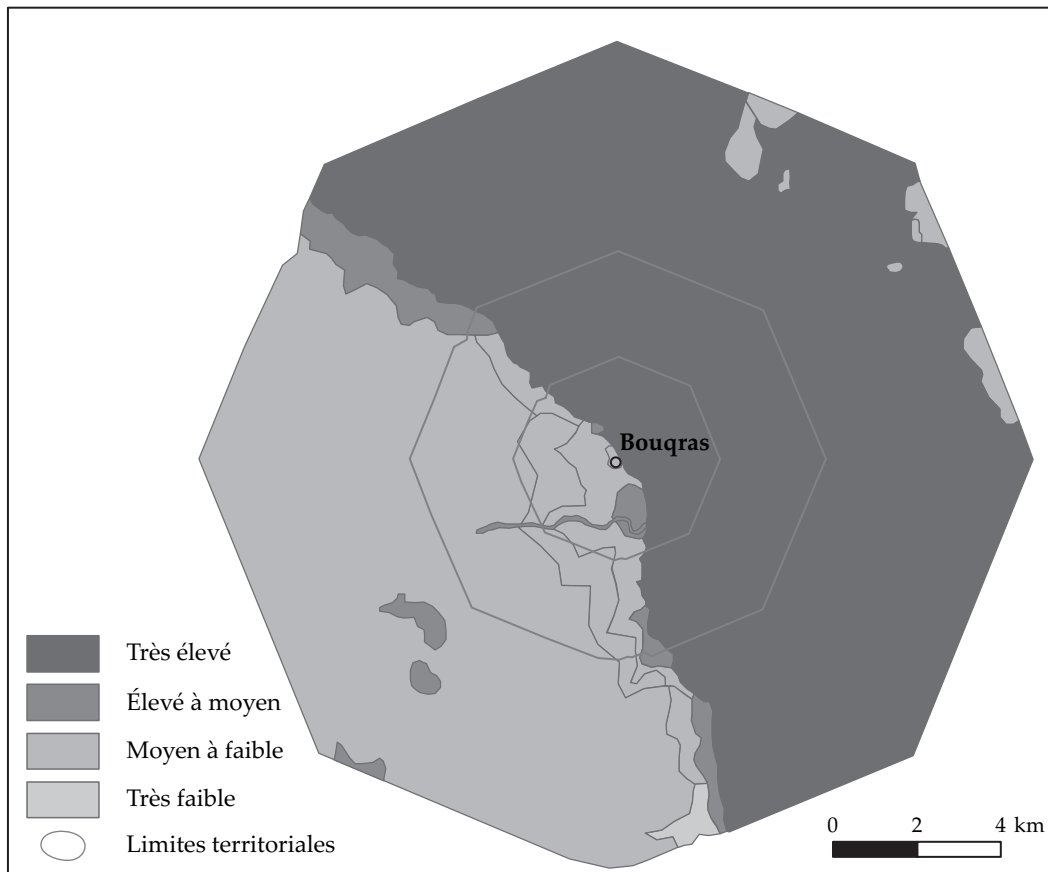 Bouqras
Très élevé
Élevé à moyen
Moyen à faible
Très faible
Limites territoriales
0 2 4 km